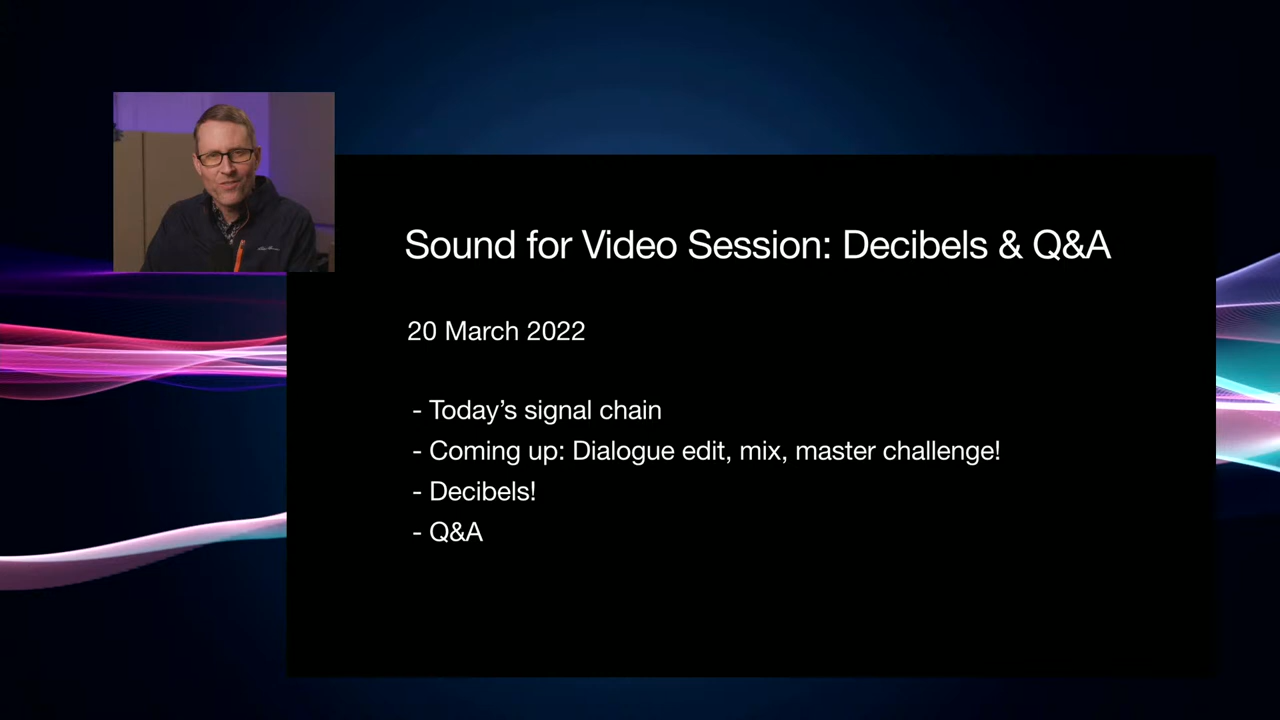 Sound for Video Session: Decibels & Q&A
20 March 2022
- Today’s signal chain
- Coming up: Dialogue edit, mix, master challenge!
- Decibels!
- Q&A